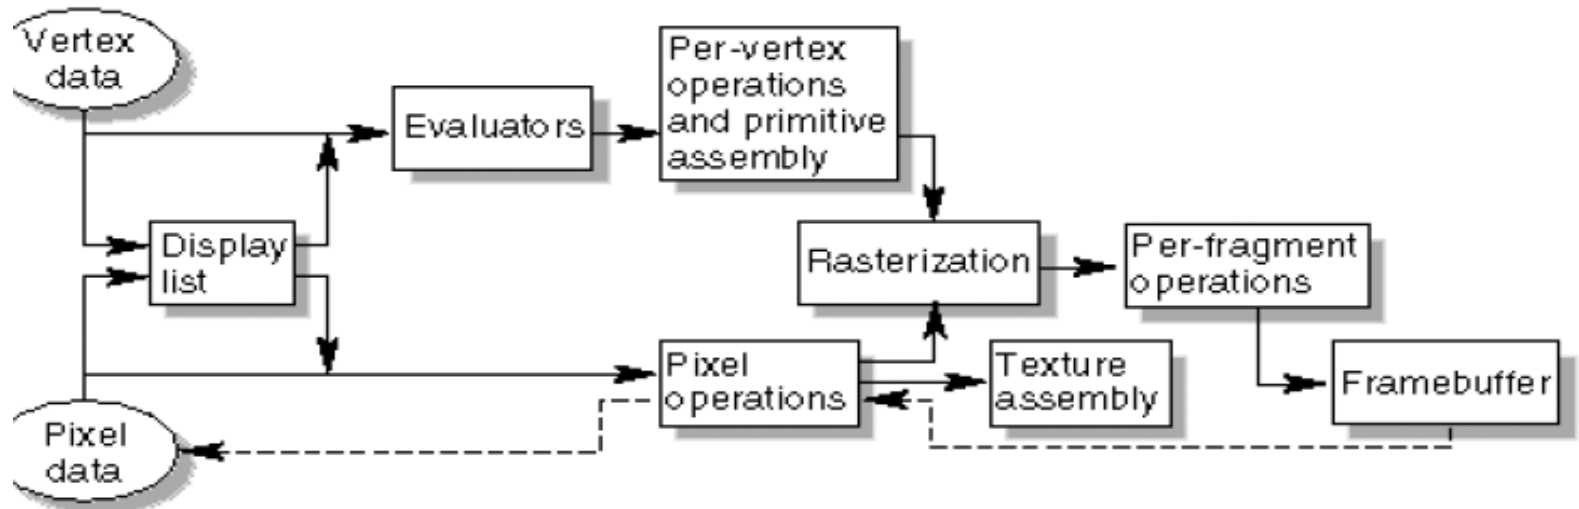 Vertex
data
Evaluators
Per-vertex
operations
and primitive
assembly
Display
list
Rasterization
Per-fragment
operations
Pixel
operations
Texture
assembly
Framebuffer
Pixel
data